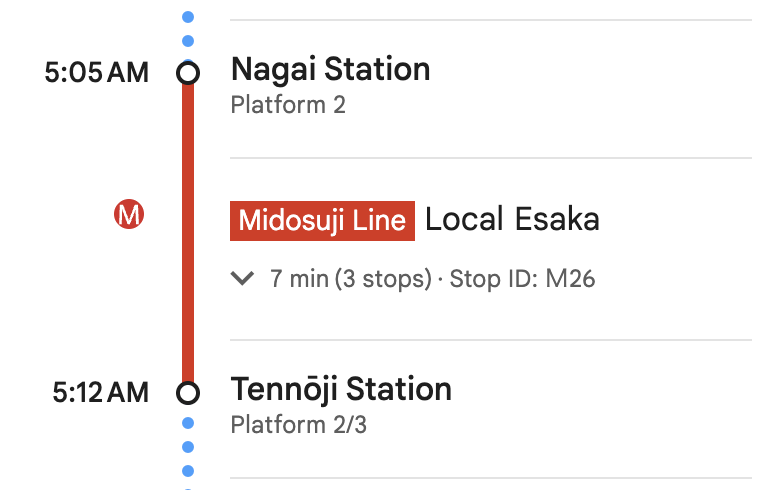 5:05 AM Nagai Station
Platform 2
M Midosuji Line Local Esaka
7 min (3 stops) · Stop ID: M26
5:12 AM Tennōji Station
Platform 2/3